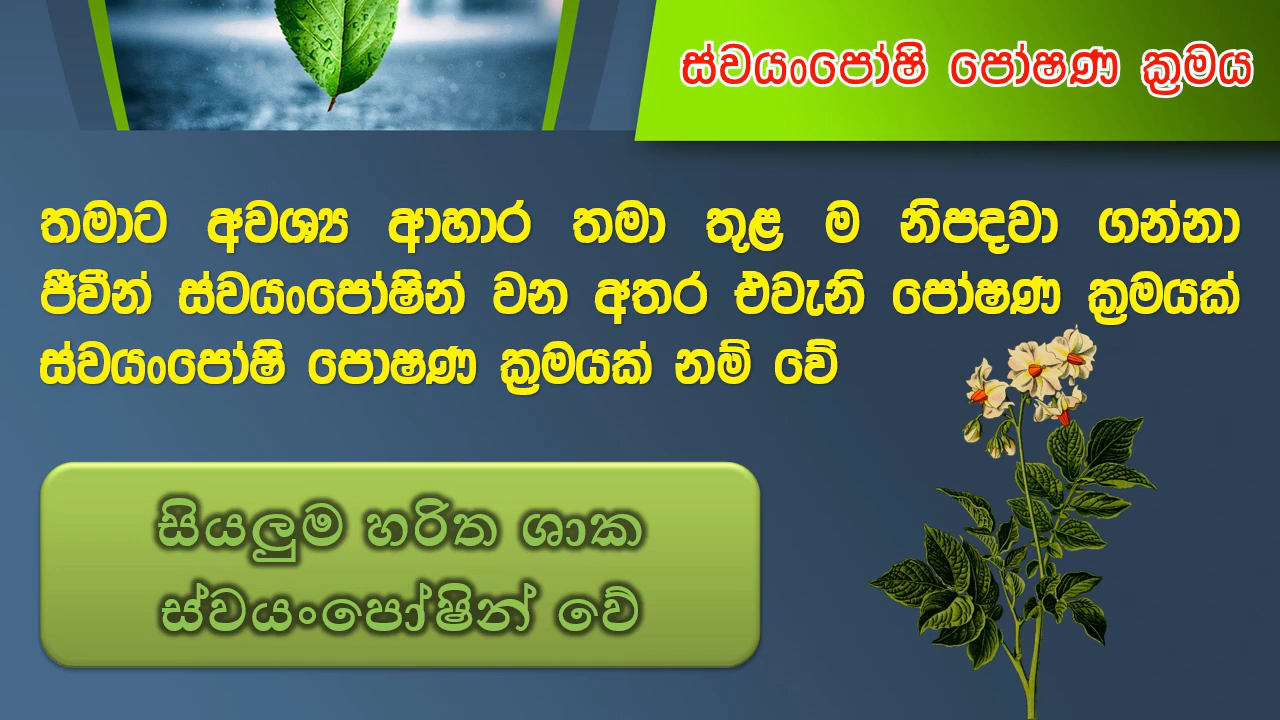 ස්වයංපෝෂි පෝෂණ ක්‍රමය
තමාට අවශ්‍ය ආහාර තමා තුළ ම නිපදවා ගන්නා
ජීවීන් ස්වයංපෝෂින් වන අතර එවැනි පෝෂණ ක්‍රමයක්
ස්වයංපෝෂි පොෂණ ක්‍රමයක් නම් වේ
සියලුම හරිත ශාක
ස්වයංපෝෂින් වේ